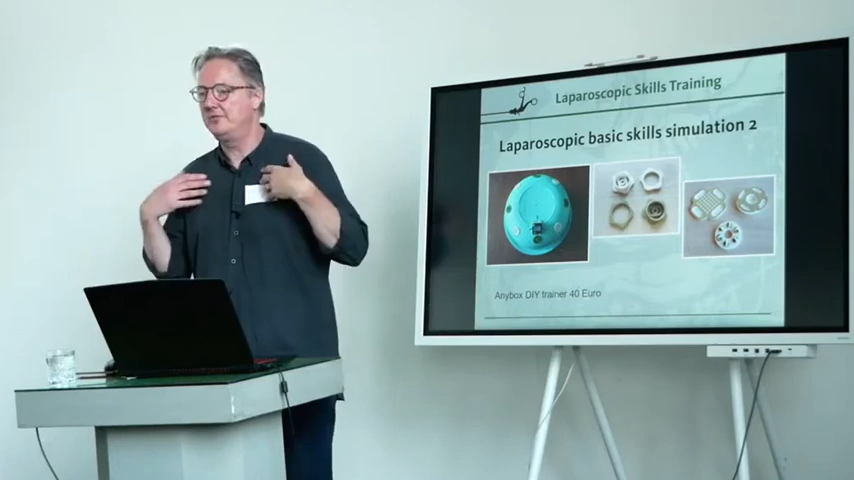 Laparoscopic Skills Training
Laparoscopic basic skills simulation 2
Anybox DIY trainer 40 Euro